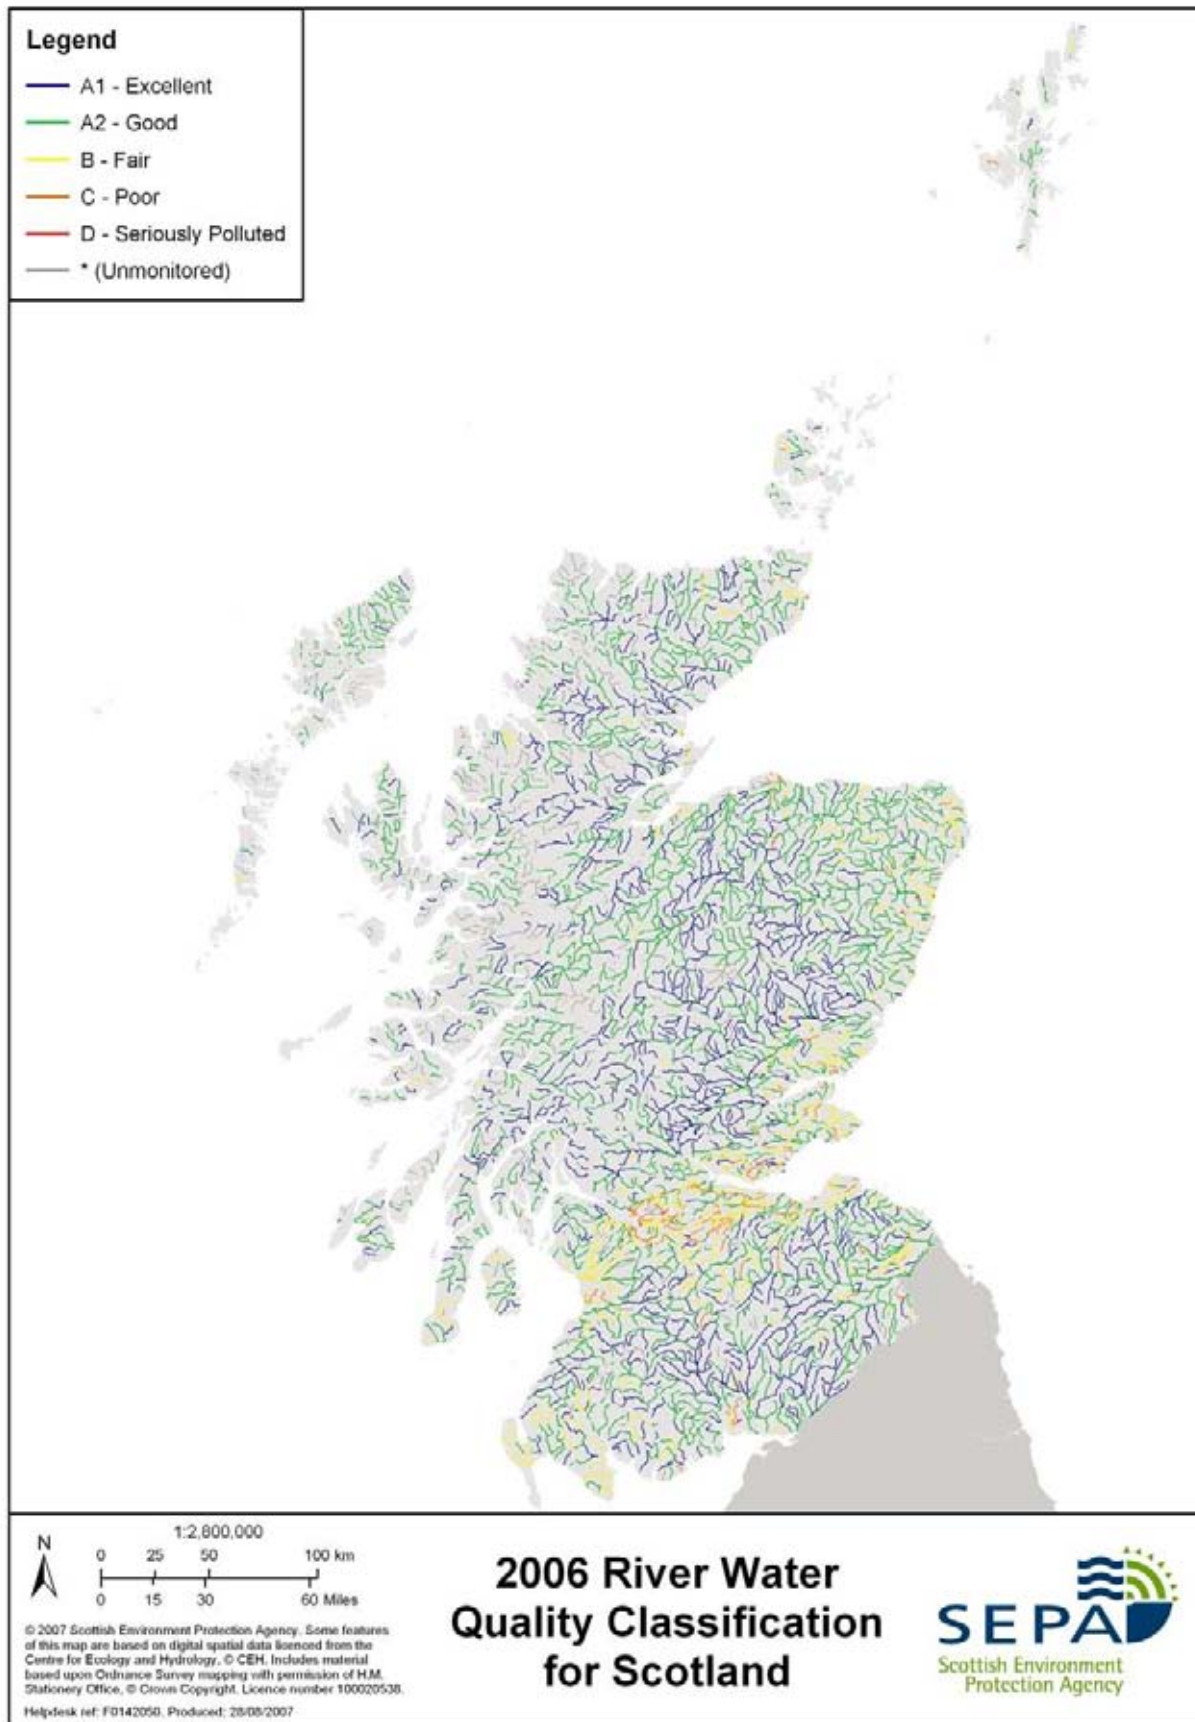 Legend
A1 - Excellent
A2 - Good
B - Fair
C - Poor
D - Seriously Polluted
* (Unmonitored)
N
1:2,800,000
0 25 50 100 km
0 15 30 60 Miles
© 2007 Scottish Environment Protection Agency. Some features
of this map are based on digital spatial data licenced from the
Centre for Ecology and Hydrology, © CEH. Includes material
based upon Ordnance Survey mapping with permission of H.M.
Stationery Office, © Crown Copyright. Licence number 100020538.
Helpdesk ref: F0142050. Produced: 28/08/2007
2006 River Water
Quality Classification
for Scotland
SEPA
Scottish Environment
Protection Agency